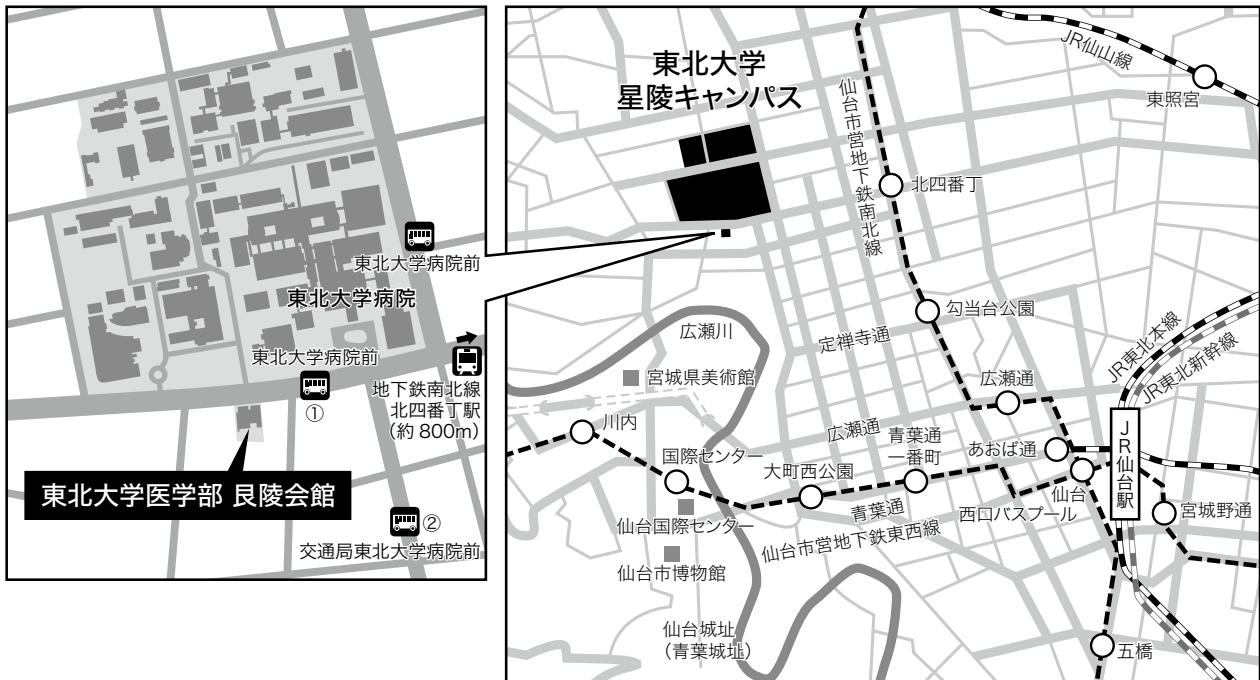 東北大学病院前
東北大学病院
東北大学病院前
①
地下鉄南北線
北四番丁駅
（約 800m）
東北大学医学部 艮陵会館
②
交通局東北大学病院前
東北大学
星陵キャンパス
仙台市営地下鉄南北線
JR仙山線
東照宮
北四番丁
勾当台公園
定禅寺通
広瀬川
宮城県美術館
JR東北本線
JR東北新幹線
広瀬通
川内
広瀬通
国際センター
大町西公園
青葉通
一番町
あおば通
JR仙台駅
仙台
西口バスプール
宮城野通
青葉通
仙台市営地下鉄東西線
仙台国際センター
仙台市博物館
仙台城址
（青葉城址）
五橋